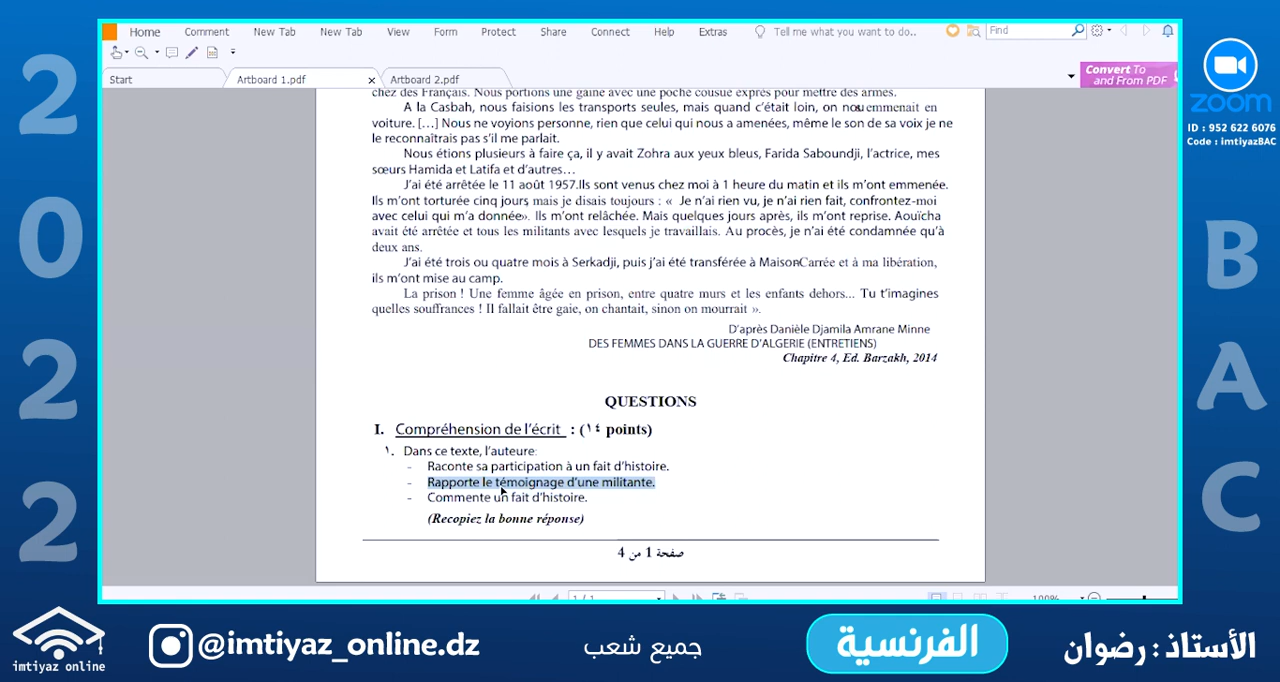 Home Comment New Tab New Tab View Form Protect Share Connect Help Extras Tell me what you want to do.. Find
Start Artboard 1.pdf x Artboard 2.pdf
Convert To
and From PDF
chez des Français. Nous portions une gaine avec une poche cousue exprès pour mettre des armes.
A la Casbah, nous faisions les transports seules, mais quand c'était loin, on nous emmenait en
voiture. […] Nous ne voyions personne, rien que celui qui nous a amenées, même le son de sa voix je ne
le reconnaîtrais pas s'il me parlait.
Nous étions plusieurs à faire ça, il y avait Zohra aux yeux bleus, Farida Saboundji, l'actrice, mes
sœurs Hamida et Latifa et d'autres…
J'ai été arrêtée le 11 août 1957.Ils sont venus chez moi à 1 heure du matin et ils m'ont emmenée.
Ils m'ont torturée cinq jours mais je disais toujours : « Je n'ai rien vu, je n'ai rien fait, confrontez-moi
avec celui qui m'a donnée». Ils m'ont relâchée. Mais quelques jours après, ils m'ont reprise. Aouïcha
avait été arrêtée et tous les militants avec lesquels je travaillais. Au procès, je n'ai été condamnée qu'à
deux ans.
J'ai été trois ou quatre mois à Serkadji, puis j'ai été transférée à MaisonCarrée et à ma libération,
ils m'ont mise au camp.
La prison ! Une femme âgée en prison, entre quatre murs et les enfants dehors... Tu t'imagines
quelles souffrances ! Il fallait être gaie, on chantait, sinon on mourrait ».
D'après Danièle Djamila Amrane Minne
DES FEMMES DANS LA GUERRE D'ALGERIE (ENTRETIENS)
Chapitre 4, Ed. Barzakh, 2014
QUESTIONS
I. Compréhension de l'écrit : (١٤ points)
١. Dans ce texte, l'auteure:
- Raconte sa participation à un fait d'histoire.
- Rapporte le témoignage d'une militante.
- Commente un fait d'histoire.
(Recopiez la bonne réponse)
صفحة 1 من 4
1 / 1
100%
2
0
2
2
B
A
C
zoom
ID : 952 622 6076
Code : imtiyazBAC
imtiyaz online
@imtiyaz_online.dz
جميع شعب
الفرنسية
الأستاذ : رضوان